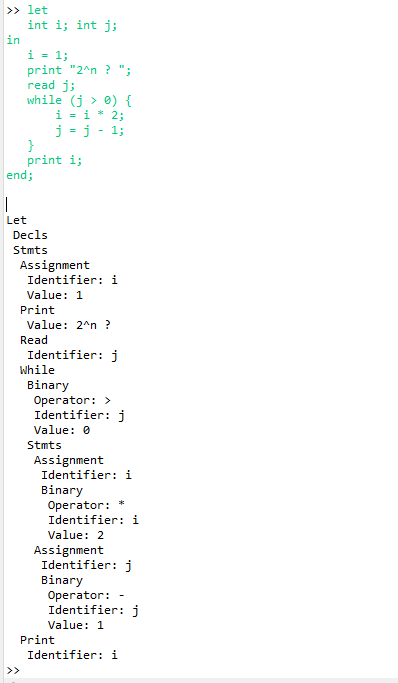 >> let
   int i; int j;
in
   i = 1;
   print "2^n ? ";
   read j;
   while (j > 0) {
       i = i * 2;
       j = j - 1;
   }
   print i;
end;
Let
 Decls
 Stmts
  Assignment
   Identifier: i
   Value: 1
  Print
   Value: 2^n ?
  Read
   Identifier: j
  While
   Binary
    Operator: >
    Identifier: j
    Value: 0
   Stmts
    Assignment
     Identifier: i
     Binary
      Operator: *
      Identifier: i
      Value: 2
    Assignment
     Identifier: j
     Binary
      Operator: -
      Identifier: j
      Value: 1
  Print
   Identifier: i
>>